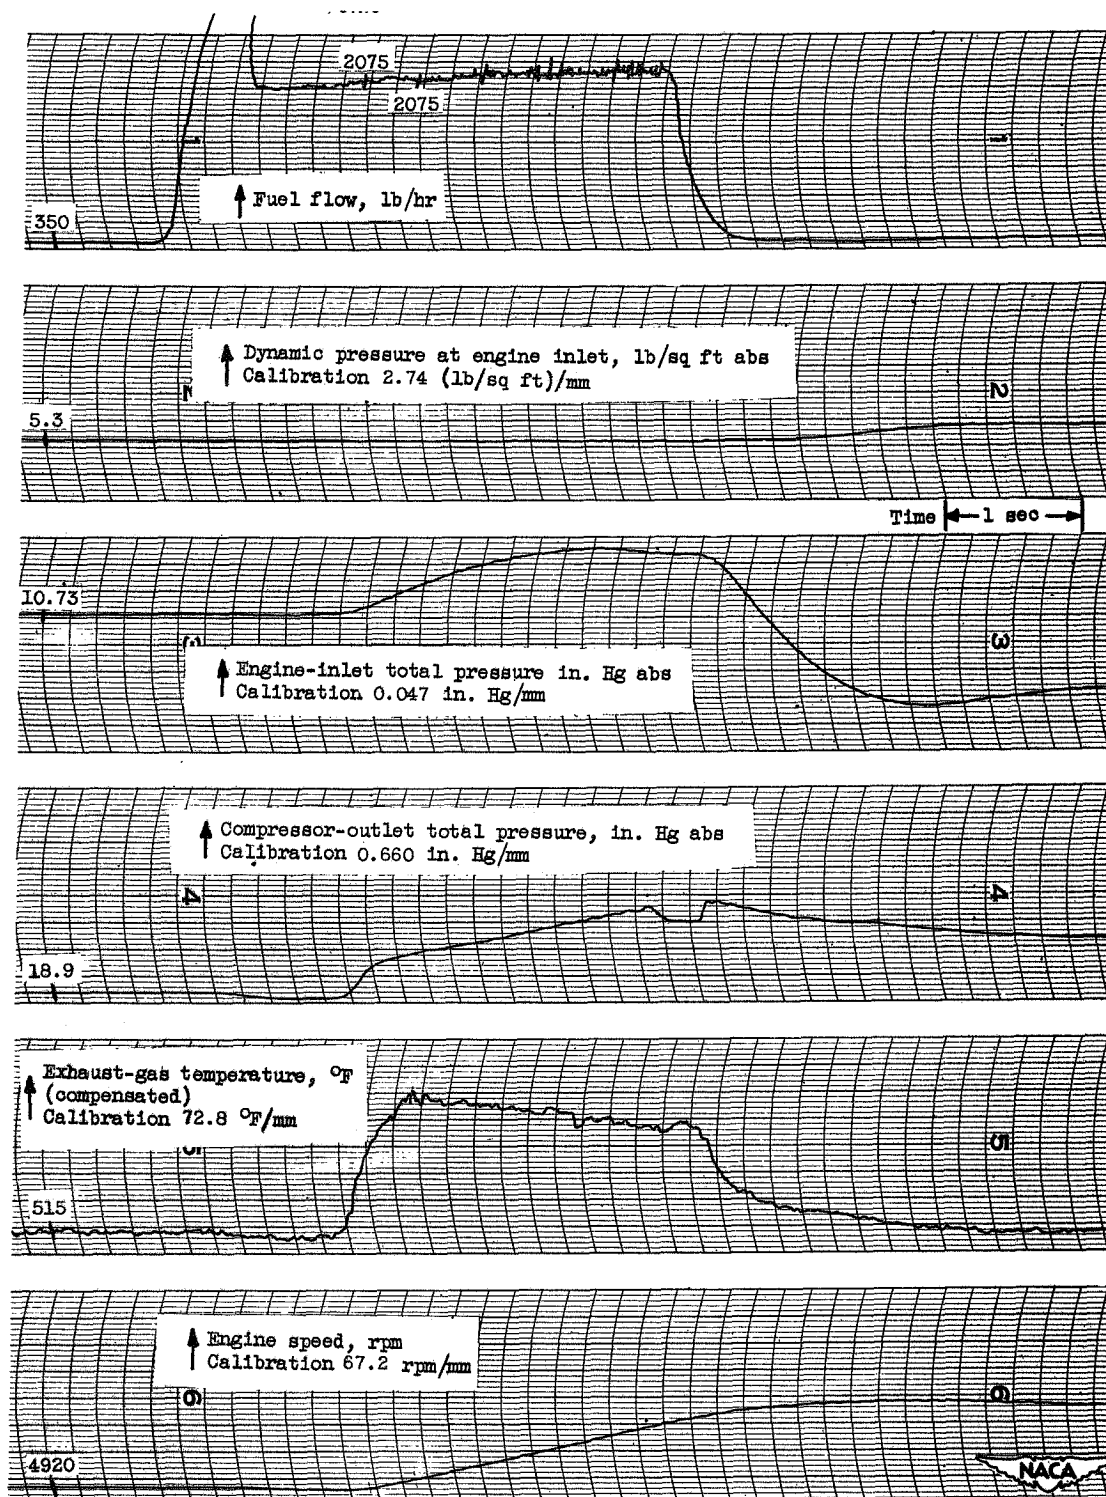 2075
2075
1
1
Fuel flow, lb/hr
350
Dynamic pressure at engine inlet, lb/sq ft abs
Calibration 2.74 (lb/sq ft)/mm
2
5.3
Time 1 sec
10.73
3
3
Engine-inlet total pressure in. Hg abs
Calibration 0.047 in. Hg/mm
Compressor-outlet total pressure, in. Hg abs
Calibration 0.660 in. Hg/mm
4
4
18.9
Exhaust-gas temperature, °F
(compensated)
Calibration 72.8 °F/mm
5
515
Engine speed, rpm
Calibration 67.2 rpm/mm
6
6
4920
NACA